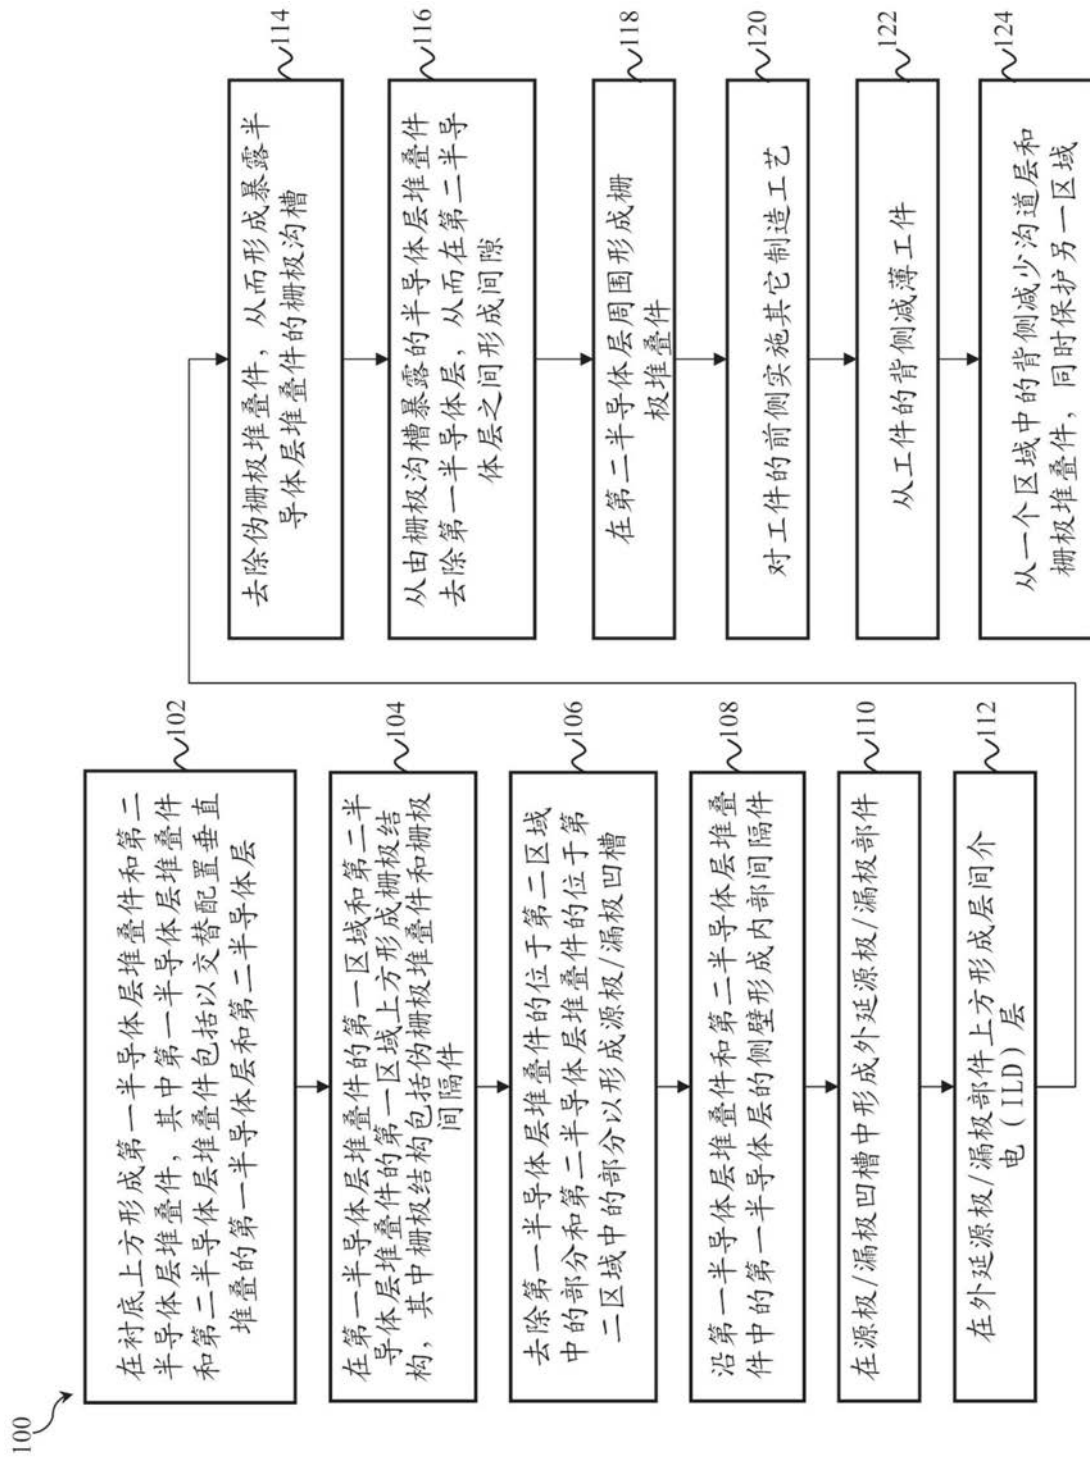 100
102
在衬底上方形成第一半导体层堆叠件和第二
半导体层堆叠件，其中第一半导体层堆叠件
和第二半导体层堆叠件包括以交替配置垂直
堆叠的第一半导体层和第二半导体层
104
在第一半导体层堆叠件的第一区域和第二半
导体层堆叠件的第一区域上方形成栅极结
构，其中栅极结构包括伪栅极堆叠件和栅极
间隔件
106
去除第一半导体层堆叠件的位于第二区域
中的部分和第二半导体层堆叠件的位于第
二区域中的部分以形成源极/漏极凹槽
108
沿第一半导体层堆叠件和第二半导体层堆叠
件中的第一半导体层的侧壁形成内部间隔件
110
在源极/漏极凹槽中形成外延源极/漏极部件
112
在外延源极/漏极部件上方形成层间介
电（ILD）层
114
去除伪栅极堆叠件，从而形成暴露半
导体层堆叠件的栅极沟槽
116
从由栅极沟槽暴露的半导体层堆叠件
去除第一半导体层，从而在第二半导
体层之间形成间隙
118
在第二半导体层周围形成栅
极堆叠件
120
对工件的前侧实施其它制造工艺
122
从工件的背侧减薄工件
124
从一个区域中的背侧减少沟道层和
栅极堆叠件，同时保护另一区域